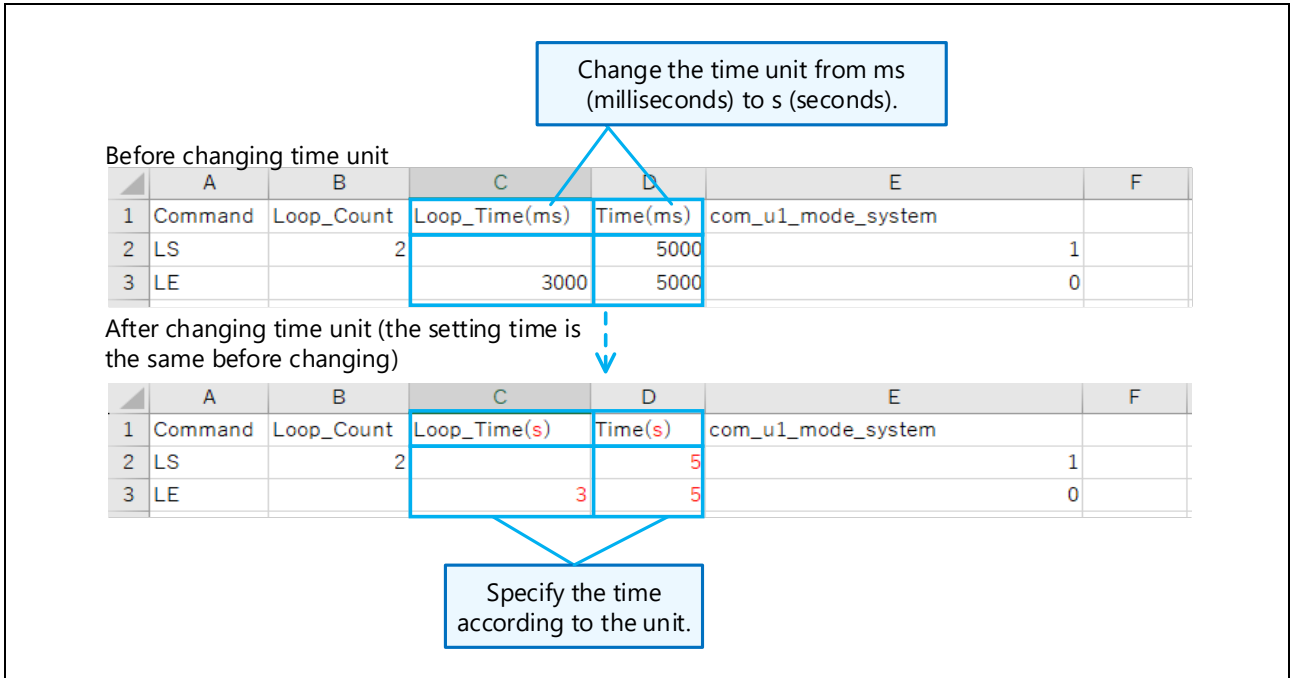 Change the time unit from ms
(milliseconds) to s (seconds).
Before changing time unit
A B C D E F
1 Command Loop_Count Loop_Time(ms) Time(ms) com_u1_mode_system
2 LS 2 5000 1
3 LE 3000 5000 0
After changing time unit (the setting time is
the same before changing)
A B C D E F
1 Command Loop_Count Loop_Time(s) Time(s) com_u1_mode_system
2 LS 2 5 1
3 LE 3 5 0
Specify the time
according to the unit.